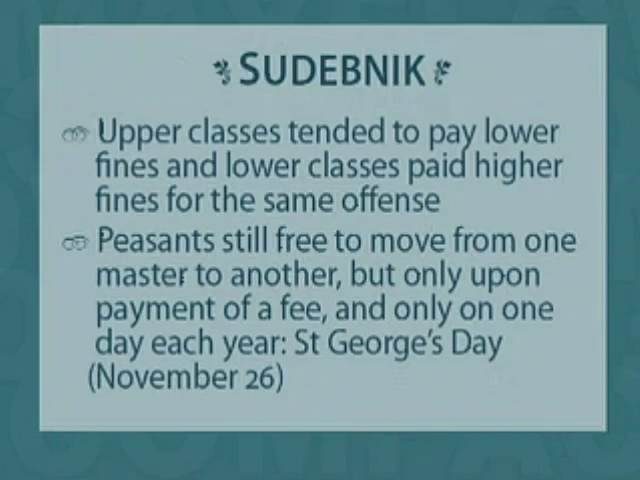 SUDEBNIK
Upper classes tended to pay lower
fines and lower classes paid higher
fines for the same offense
Peasants still free to move from one
master to another, but only upon
payment of a fee, and only on one
day each year: St George's Day
(November 26)